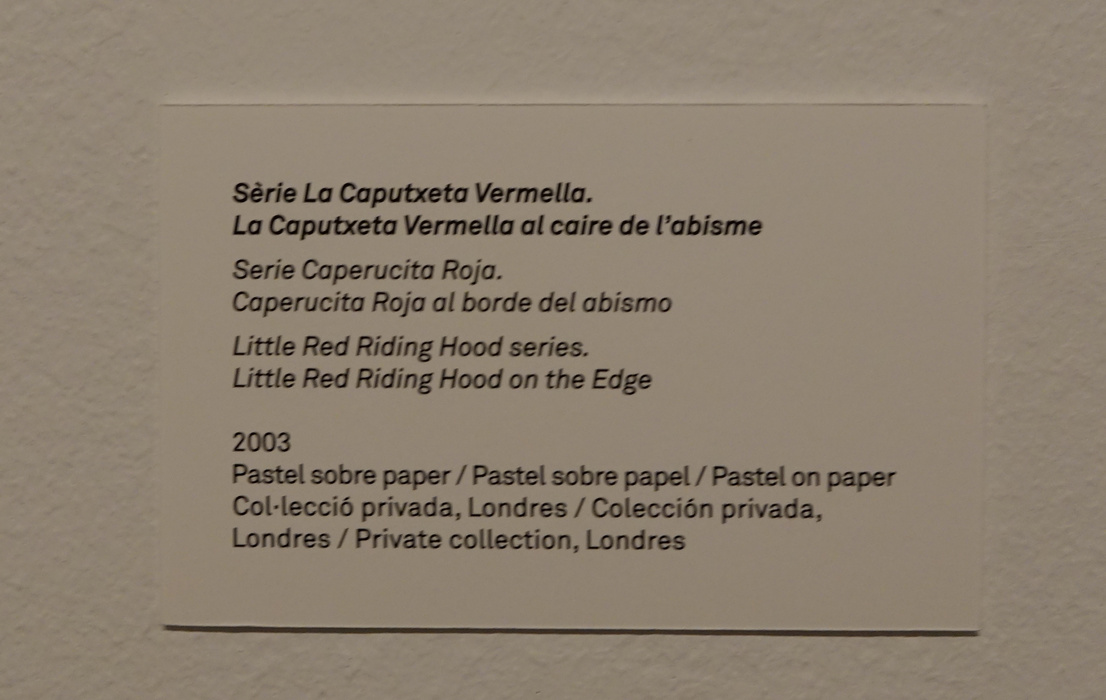 Sèrie La Caputxeta Vermella.
La Caputxeta Vermella al caire de l’abisme
Serie Caperucita Roja.
Caperucita Roja al borde del abismo
Little Red Riding Hood series.
Little Red Riding Hood on the Edge
2003
Pastel sobre paper / Pastel sobre papel / Pastel on paper
Col·lecció privada, Londres / Colección privada,
Londres / Private collection, Londres